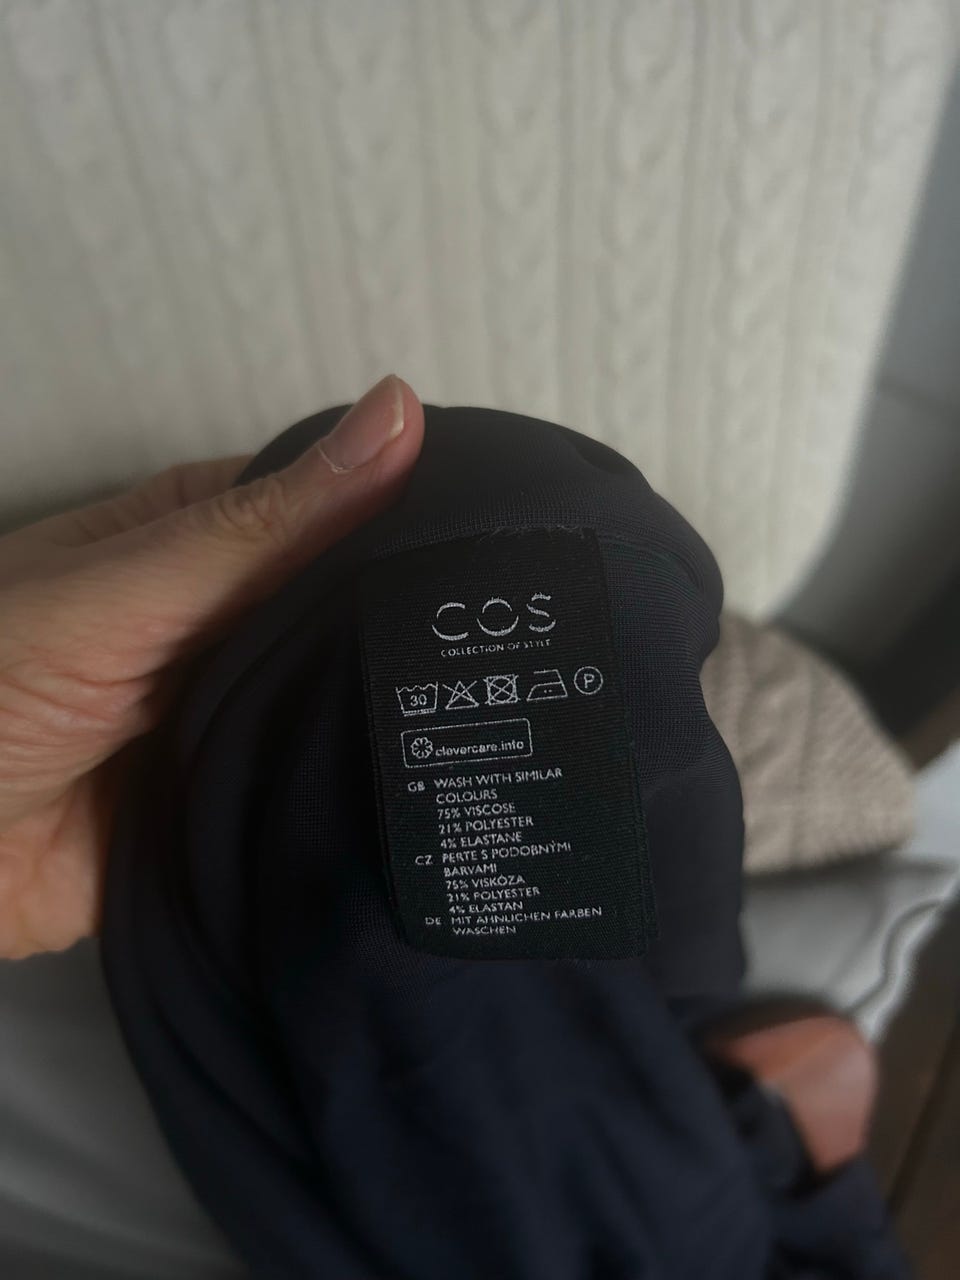 COS
COLLECTION OF STYLE
30 P
clevercare.info
GB WASH WITH SIMILAR
COLOURS
75% VISCOSE
21% POLYESTER
4% ELASTANE
CZ PERTE S PODOBNÝMI
BARVAMI
75% VISKÓZA
21% POLYESTER
4% ELASTAN
DE MIT ÄHNLICHEN FARBEN
WASCHEN